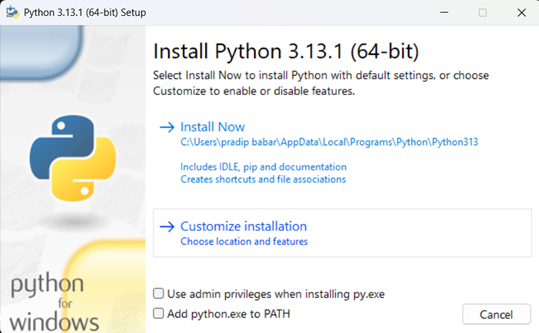 Python 3.13.1 (64-bit) Setup
Install Python 3.13.1 (64-bit)
Select Install Now to install Python with default settings, or choose
Customize to enable or disable features.
Install Now
C:\Users\pradip babar\AppData\Local\Programs\Python\Python313
Includes IDLE, pip and documentation
Creates shortcuts and file associations
Customize installation
Choose location and features
python
for
windows
Use admin privileges when installing py.exe
Add python.exe to PATH
Cancel